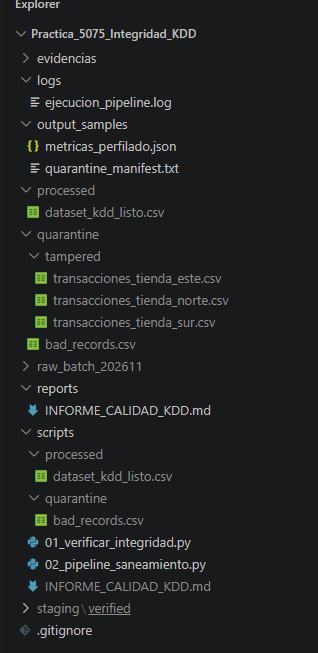 Explorer
Practica_5075_Integridad_KDD
evidencias
logs
ejecucion_pipeline.log
output_samples
metricas_perfilado.json
quarantine_manifest.txt
processed
dataset_kdd_listo.csv
quarantine
tampered
transacciones_tienda_este.csv
transacciones_tienda_norte.csv
transacciones_tienda_sur.csv
bad_records.csv
raw_batch_202611
reports
INFORME_CALIDAD_KDD.md
scripts
processed
dataset_kdd_listo.csv
quarantine
bad_records.csv
01_verificar_integridad.py
02_pipeline_saneamiento.py
INFORME_CALIDAD_KDD.md
staging\verified
.gitignore